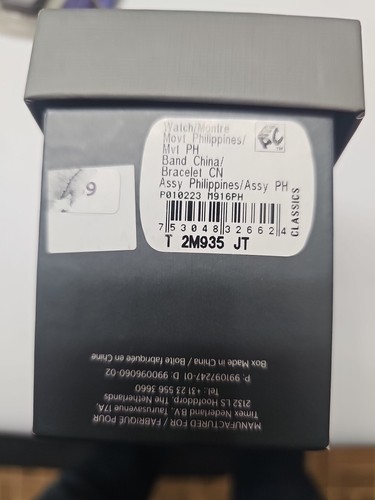 Watch/Montre
Movt Philippines/
Mvt PH
Band China/
Bracelet CN
Assy Philippines/Assy PH
P010223 M916PH
7 53048 32662 4
T 2M935 JT
CLASSICS
9
MANUFACTURED FOR / FABRIQUÉ POUR
Timex Nederland B.V., Taurusavenue 17A,
2132 LS Hoofddorp, The Netherlands
Tel.: +31 23 556 3660
P: 991097247-01 D: 990096060-02
Box Made in China / Boîte fabriquée en Chine